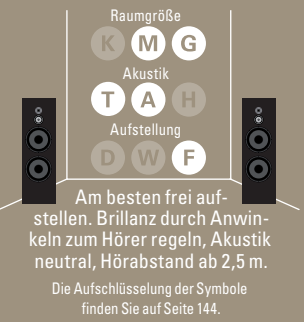 Raumgröße
K M G
Akustik
T A H
Aufstellung
D W F
Am besten frei auf-
stellen. Brillanz durch Anwin-
keln zum Hörer regeln, Akustik
neutral, Hörabstand ab 2,5 m.
Die Aufschlüsselung der Symbole
finden Sie auf Seite 144.